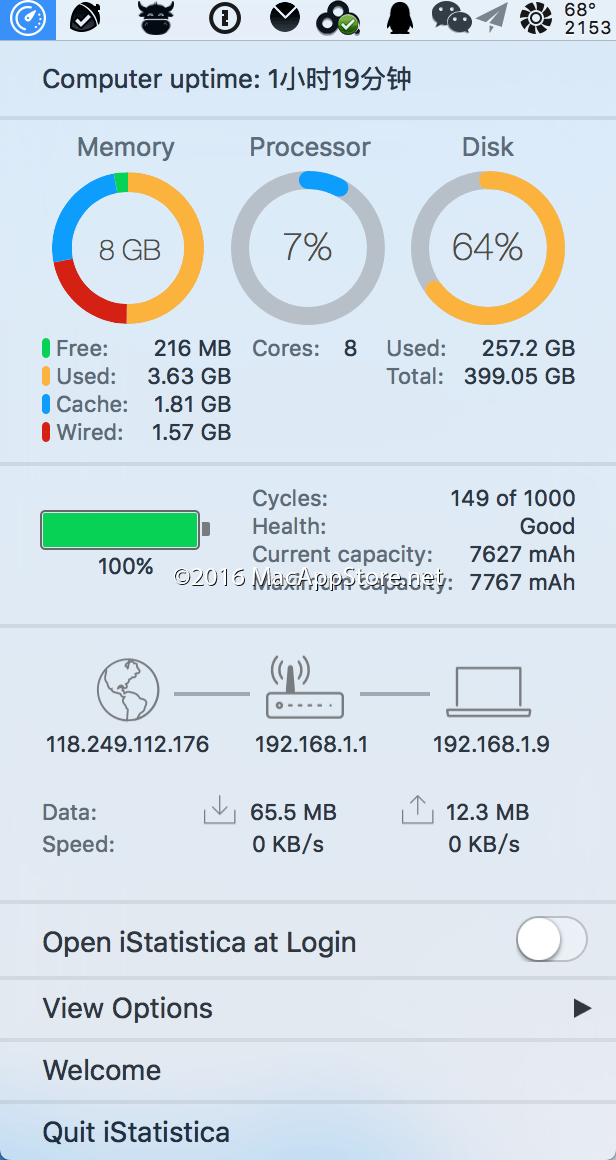 68°
2153
Computer uptime: 1小时19分钟
Memory Processor Disk
8 GB 7% 64%
Free: 216 MB Cores: 8 Used: 257.2 GB
Used: 3.63 GB Total: 399.05 GB
Cache: 1.81 GB
Wired: 1.57 GB
Cycles: 149 of 1000
Health: Good
Current capacity: 7627 mAh
100%
©2016 MacAppStore.net
Maximum capacity: 7767 mAh
118.249.112.176 192.168.1.1 192.168.1.9
Data: 65.5 MB 12.3 MB
Speed: 0 KB/s 0 KB/s
Open iStatistica at Login
View Options
Welcome
Quit iStatistica